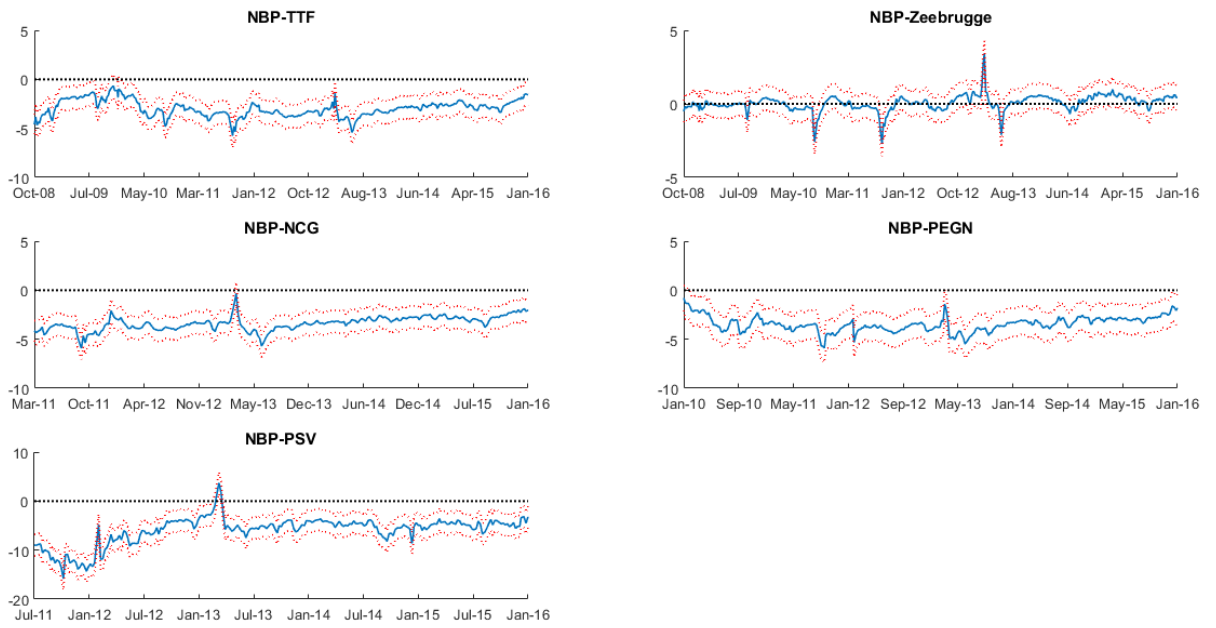 NBP-TTF
5
0
-5
-10
Oct-08 Jul-09 May-10 Mar-11 Jan-12 Oct-12 Aug-13 Jun-14 Apr-15 Jan-16
NBP-Zeebrugge
5
0
-5
Oct-08 Jul-09 May-10 Mar-11 Jan-12 Oct-12 Aug-13 Jun-14 Apr-15 Jan-16
NBP-NCG
5
0
-5
-10
Mar-11 Oct-11 Apr-12 Nov-12 May-13 Dec-13 Jun-14 Dec-14 Jul-15 Jan-16
NBP-PEGN
5
0
-5
-10
Jan-10 Sep-10 May-11 Jan-12 Sep-12 May-13 Jan-14 Sep-14 May-15 Jan-16
NBP-PSV
10
0
-10
-20
Jul-11 Jan-12 Jul-12 Jan-13 Jul-13 Jan-14 Jul-14 Jan-15 Jul-15 Jan-16